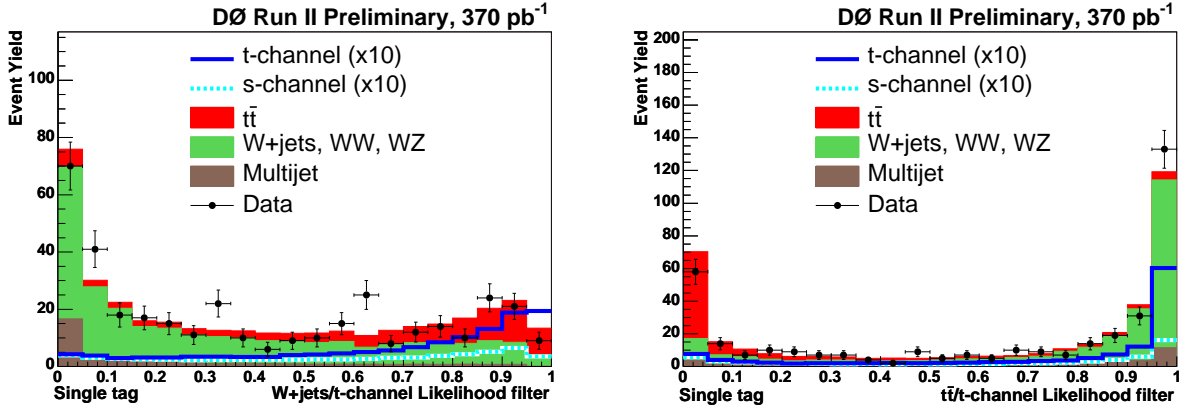 DØ Run II Preliminary, 370 pb⁻¹
Event Yield
100
80
60
40
20
0
t-channel (x10)
s-channel (x10)
tt̄
W+jets, WW, WZ
Multijet
Data
0 0.1 0.2 0.3 0.4 0.5 0.6 0.7 0.8 0.9 1
Single tag W+jets/t-channel Likelihood filter
DØ Run II Preliminary, 370 pb⁻¹
Event Yield
200
180
160
140
120
100
80
60
40
20
0
t-channel (x10)
s-channel (x10)
tt̄
W+jets, WW, WZ
Multijet
Data
0 0.1 0.2 0.3 0.4 0.5 0.6 0.7 0.8 0.9 1
Single tag tt̄/t-channel Likelihood filter